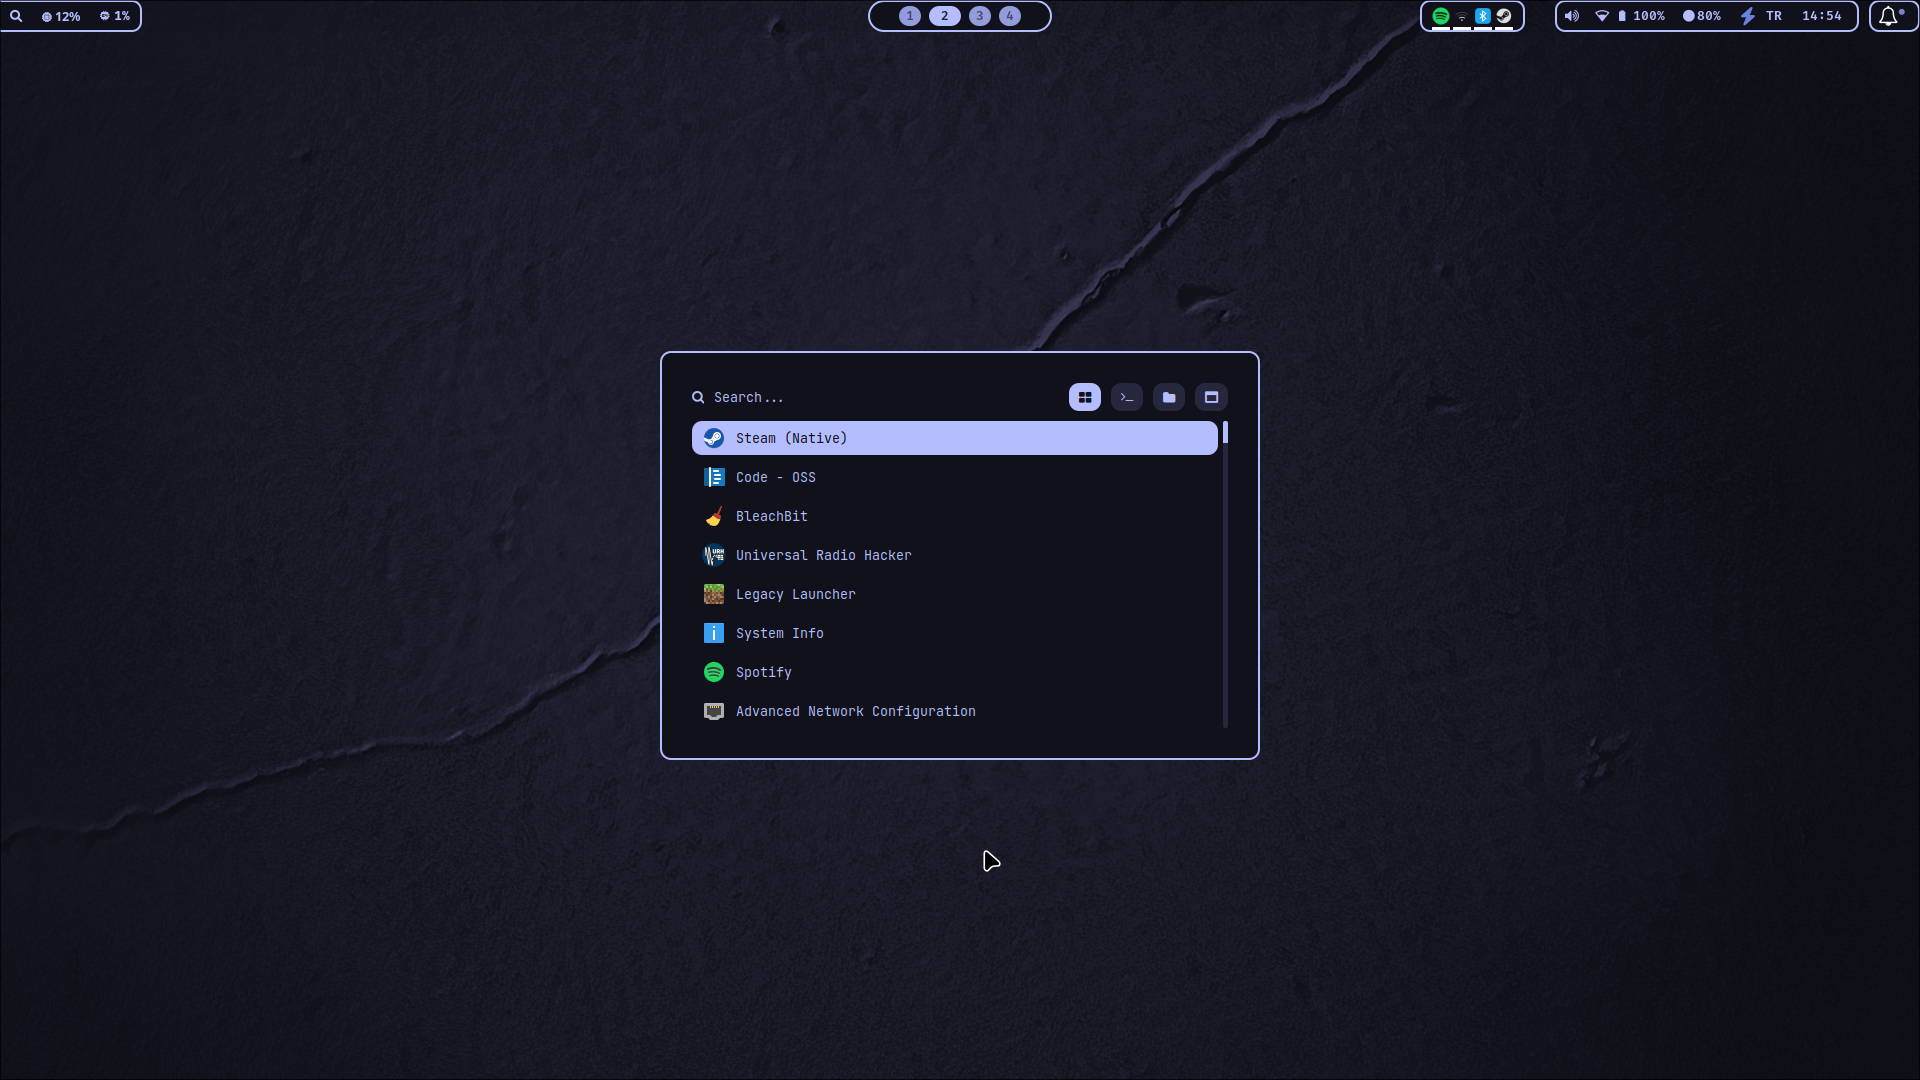 12% 1%
1 2 3 4
100% 80% TR 14:54
Search...
Steam (Native)
Code - OSS
BleachBit
URH
Universal Radio Hacker
Legacy Launcher
System Info
Spotify
Advanced Network Configuration